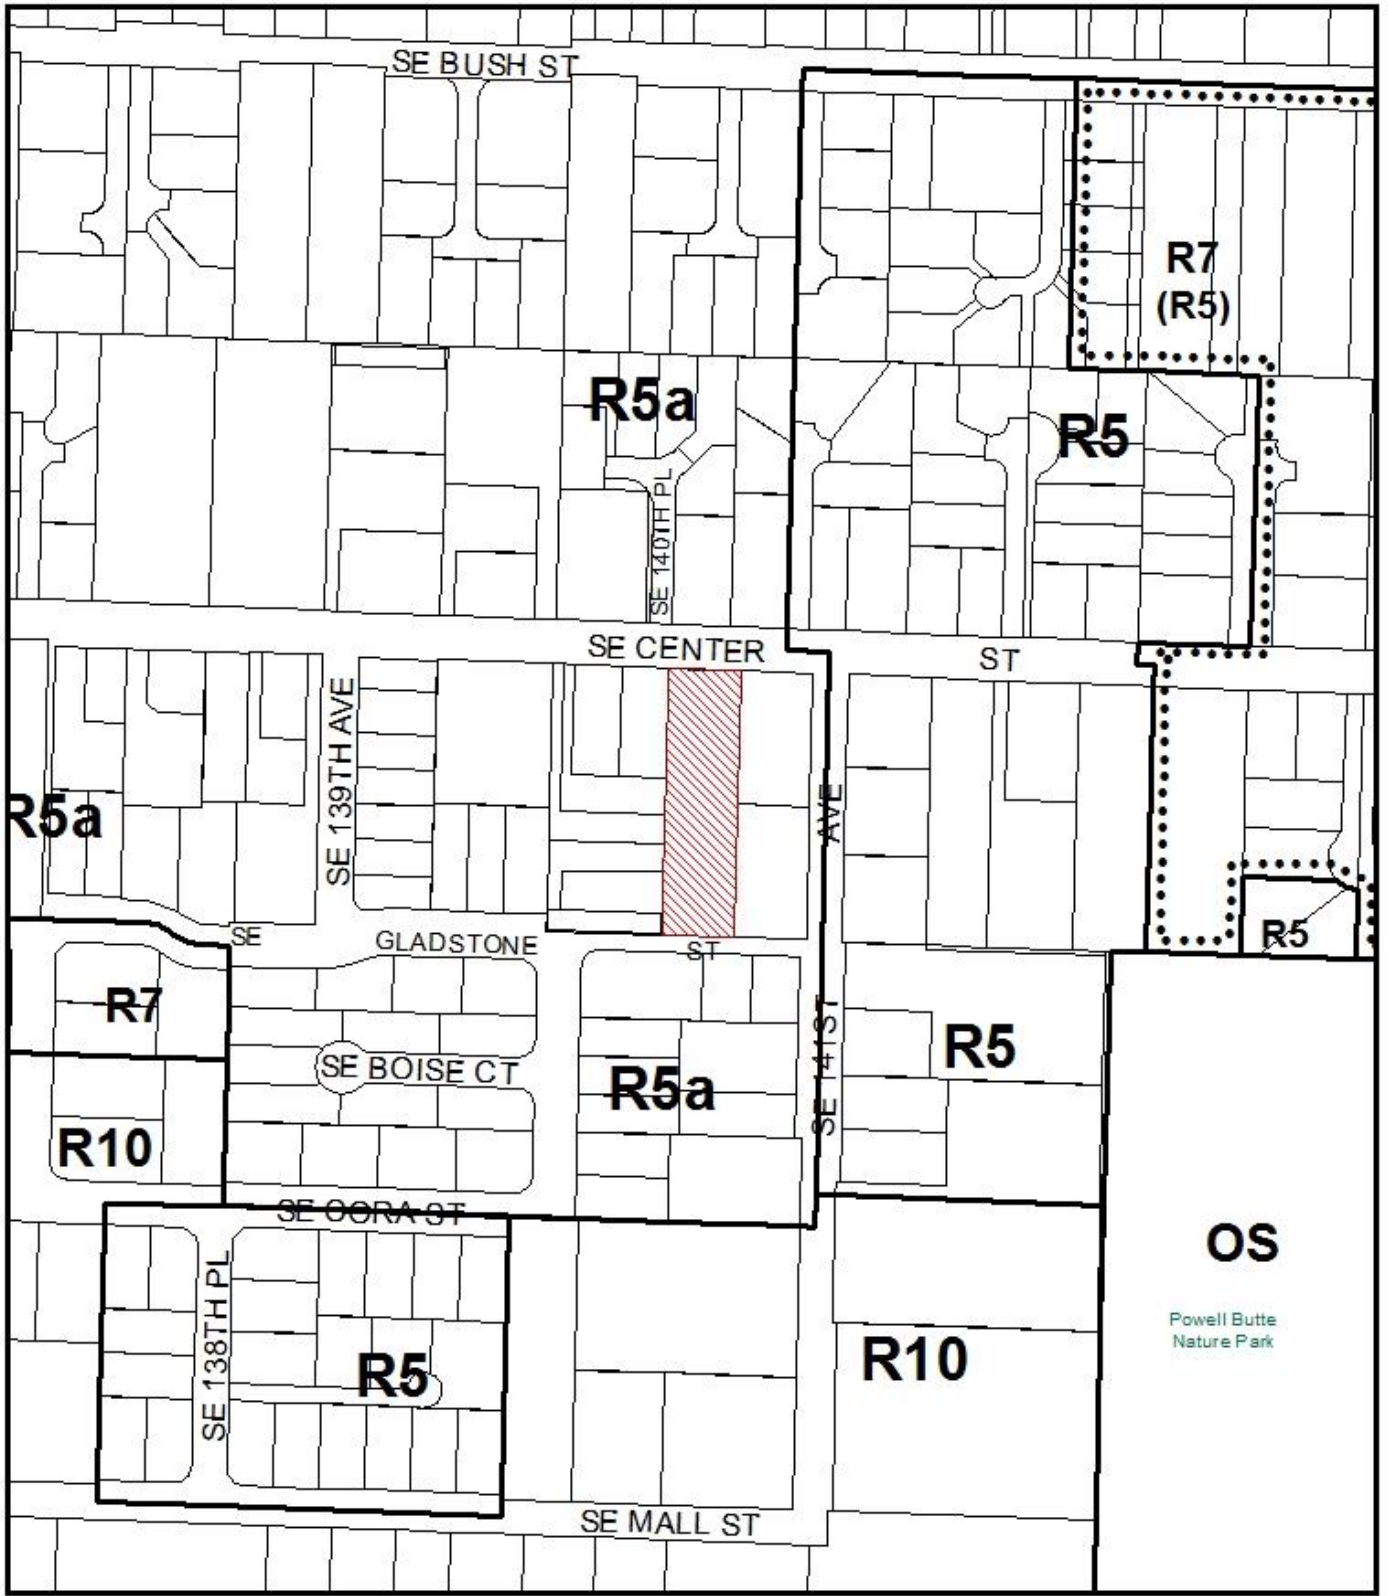 SE BUSH ST
R7
(R5)
R5a
R5
SE 140TH PL
SE CENTER
ST
SE 139TH AVE
R5a
AVE
SE
GLADSTONE
ST
R5
R7
SE BOISE CT
R5a
SE 141ST
R5
R10
SE CORA ST
OS
SE 138TH PL
Powell Butte
Nature Park
R5
R10
SE MALL ST